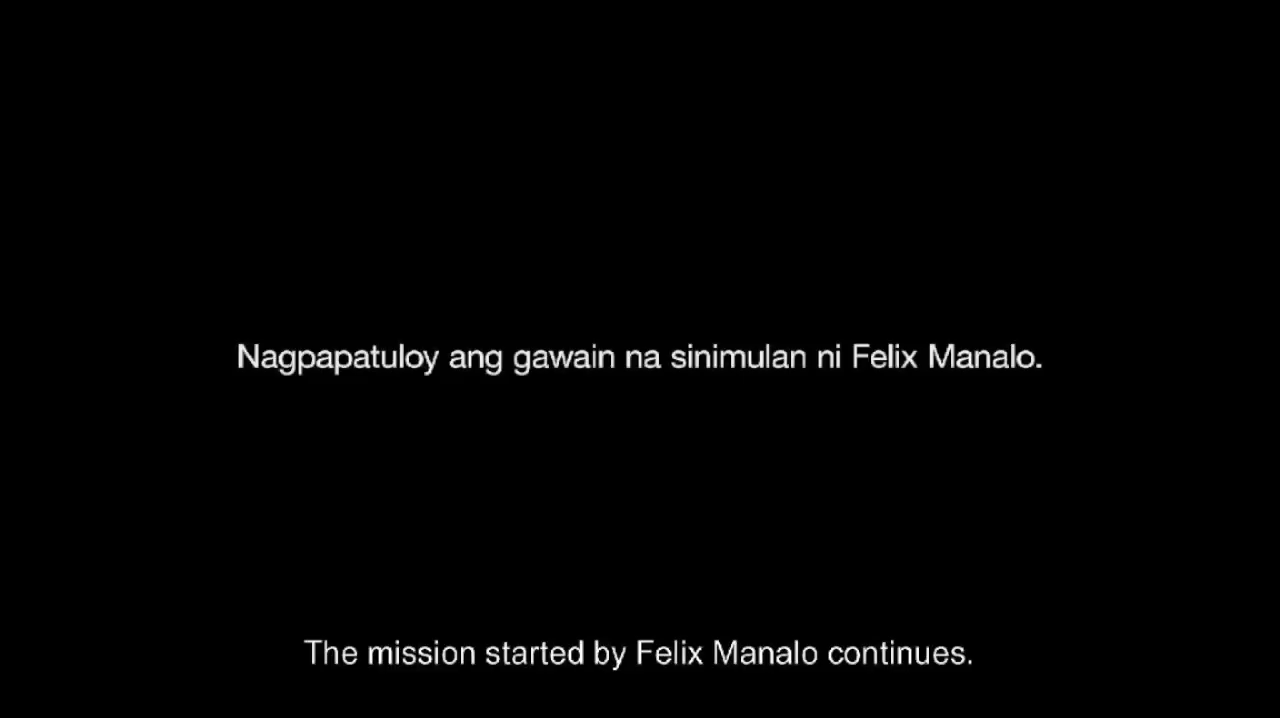 Nagpapatuloy ang gawain na sinimulan ni Felix Manalo.
The mission started by Felix Manalo continues.